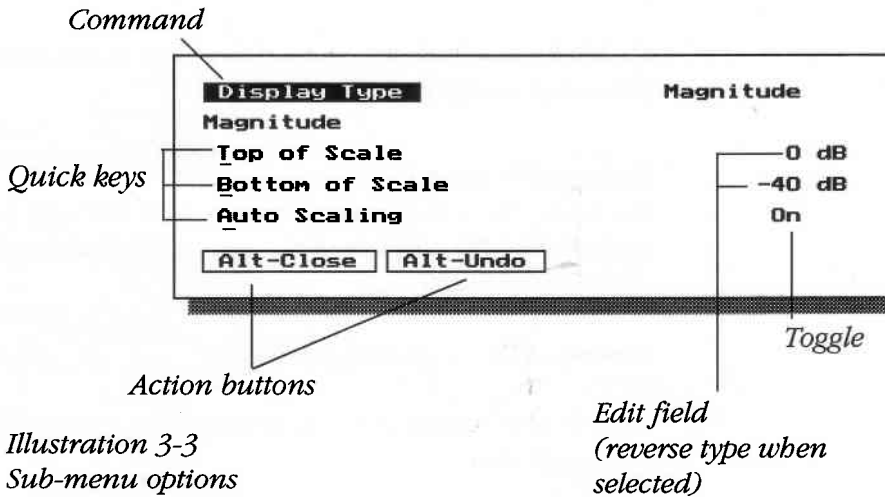 Command
Display Type Magnitude
Magnitude
Quick keys
Top of Scale 0 dB
Bottom of Scale -40 dB
Auto Scaling On
Alt-Close Alt-Undo
Toggle
Action buttons
Edit field
(reverse type when
selected)
Illustration 3-3
Sub-menu options